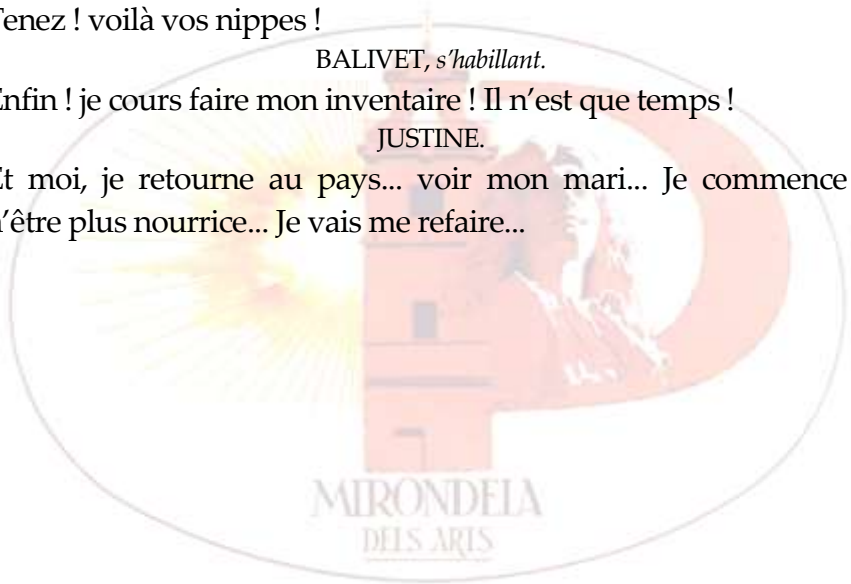 Tenez ! voilà vos nippes !
BALIVET, s’habillant.
Enfin ! je cours faire mon inventaire ! Il n’est que temps !
JUSTINE.
Et moi, je retourne au pays... voir mon mari... Je commence
n’être plus nourrice... Je vais me refaire...
MIRONDELA
DELS ARTS